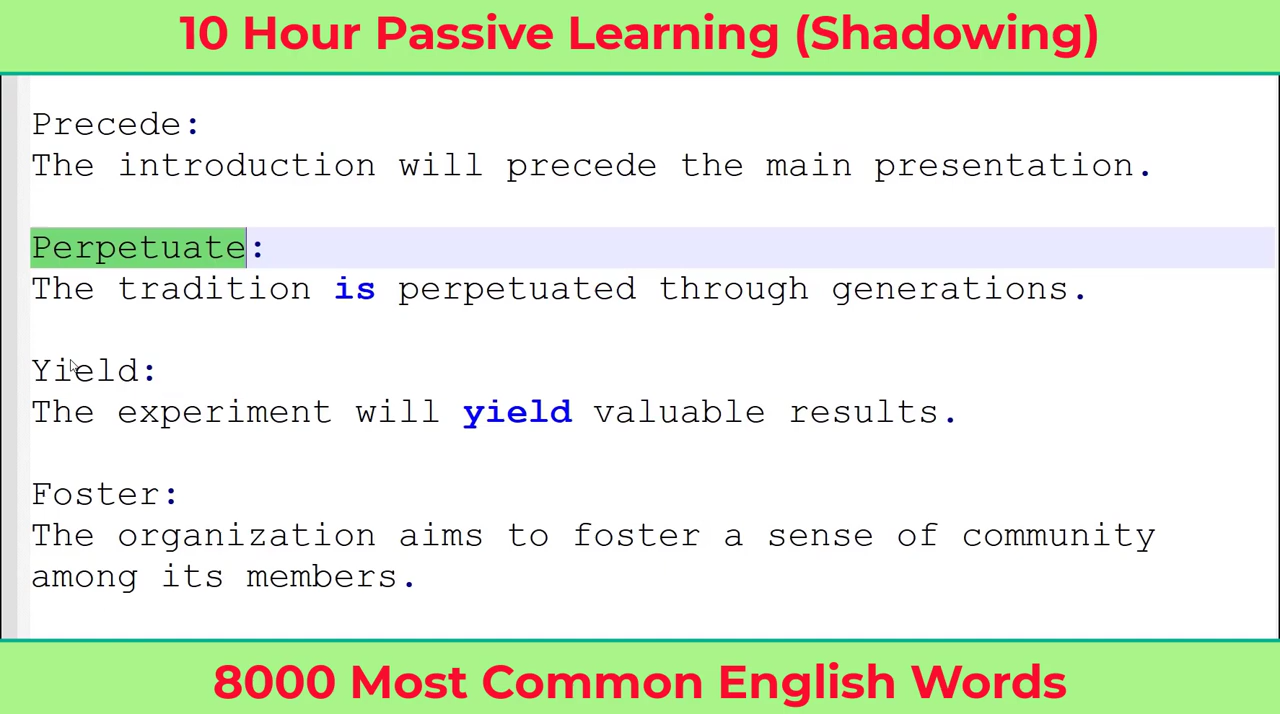 10 Hour Passive Learning (Shadowing)
Precede:
The introduction will precede the main presentation.
Perpetuate:
The tradition is perpetuated through generations.
Yield:
The experiment will yield valuable results.
Foster:
The organization aims to foster a sense of community
among its members.
8000 Most Common English Words